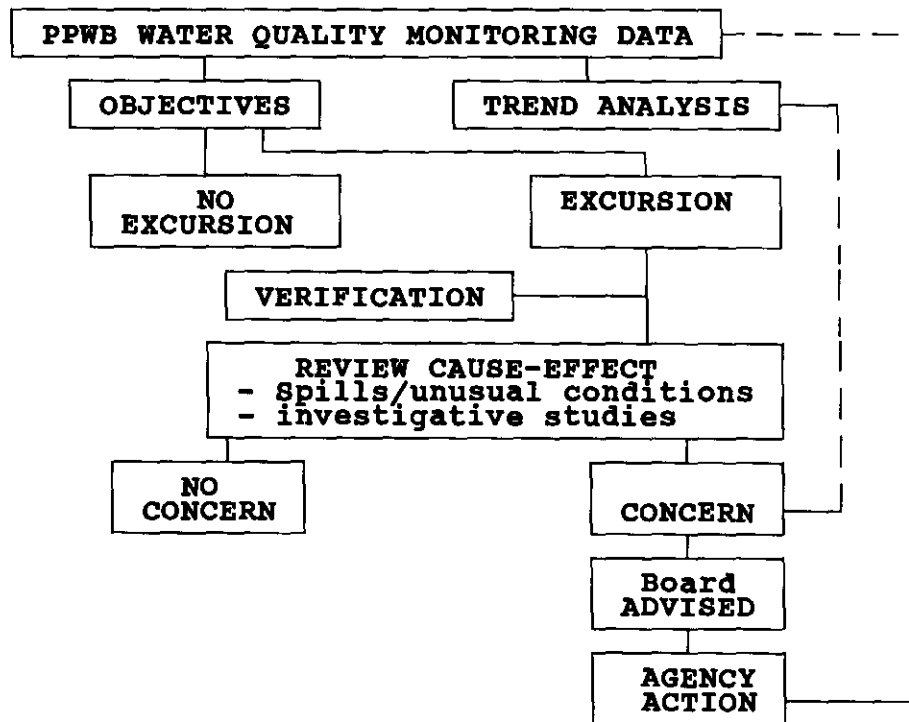 PPWB WATER QUALITY MONITORING DATA
OBJECTIVES
TREND ANALYSIS
NO
EXCURSION
EXCURSION
VERIFICATION
REVIEW CAUSE-EFFECT
- Spills/unusual conditions
- investigative studies
NO
CONCERN
CONCERN
Board
ADVISED
AGENCY
ACTION